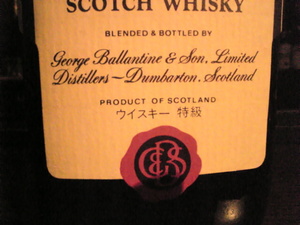 SCOTCH WHISKY
BLENDED & BOTTLED BY
George Ballantine & Son, Limited
Distillers—Dumbarton, Scotland
PRODUCT OF SCOTLAND
ウイスキー 特級